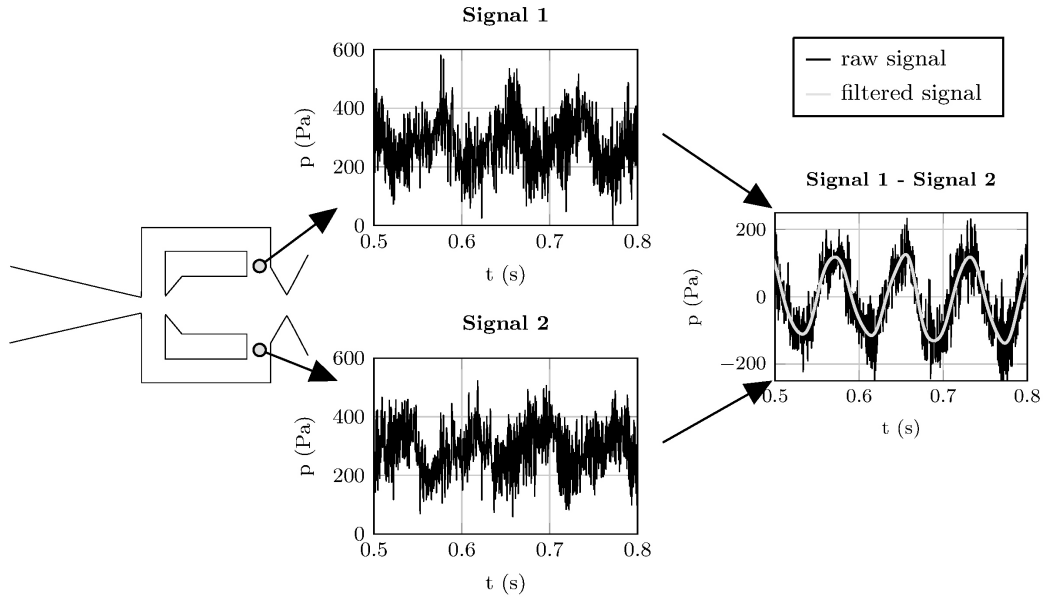 Signal 1
600
400
200
0
p (Pa)
0.5 0.6 0.7 0.8
t (s)
raw signal
filtered signal
Signal 1 - Signal 2
200
0
−200
p (Pa)
0.5 0.6 0.7 0.8
t (s)
Signal 2
600
400
200
0
p (Pa)
0.5 0.6 0.7 0.8
t (s)